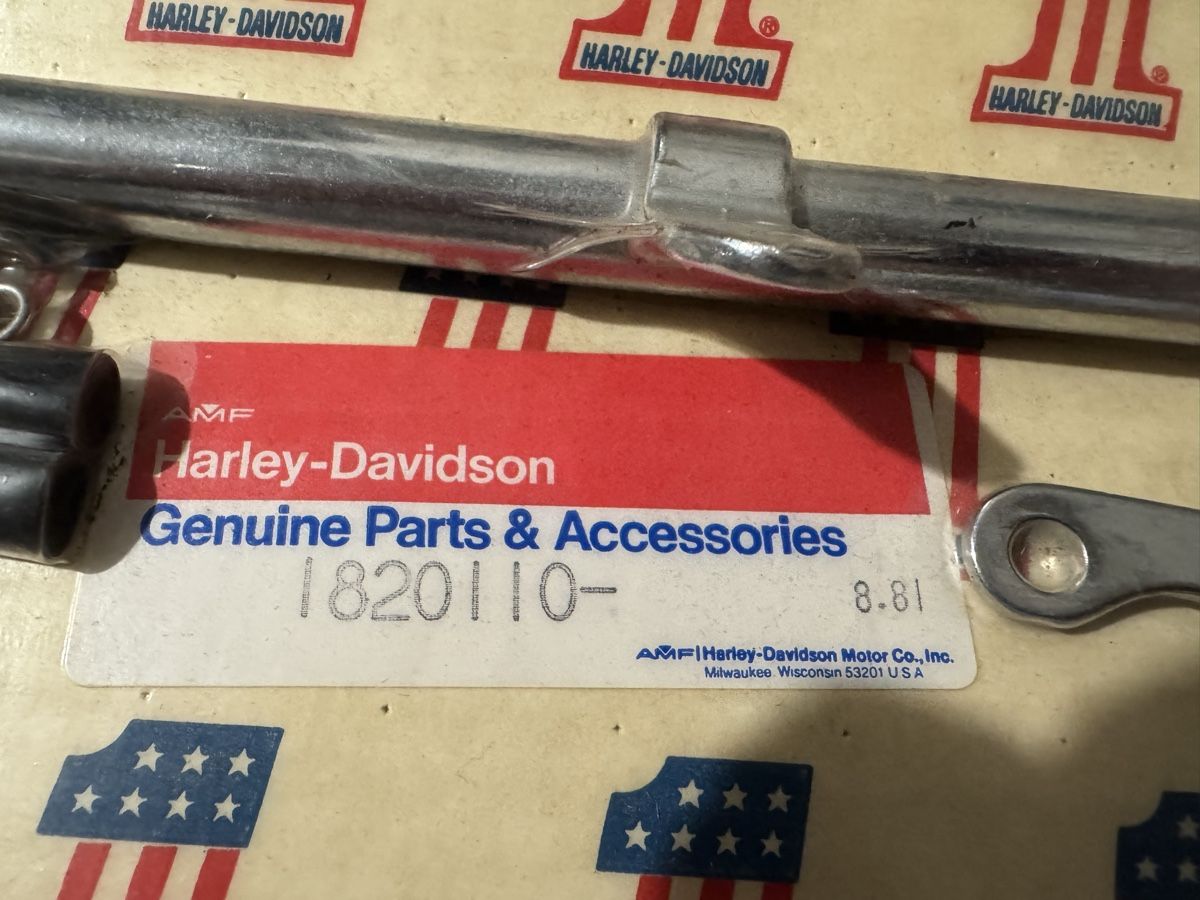 HARLEY-DAVIDSON
HARLEY-DAVIDSON
HARLEY-DAVIDSON
AMF
Harley-Davidson
Genuine Parts & Accessories
1820110-
8.81
AMF|Harley-Davidson Motor Co., Inc.
Milwaukee Wisconsin 53201 U S A